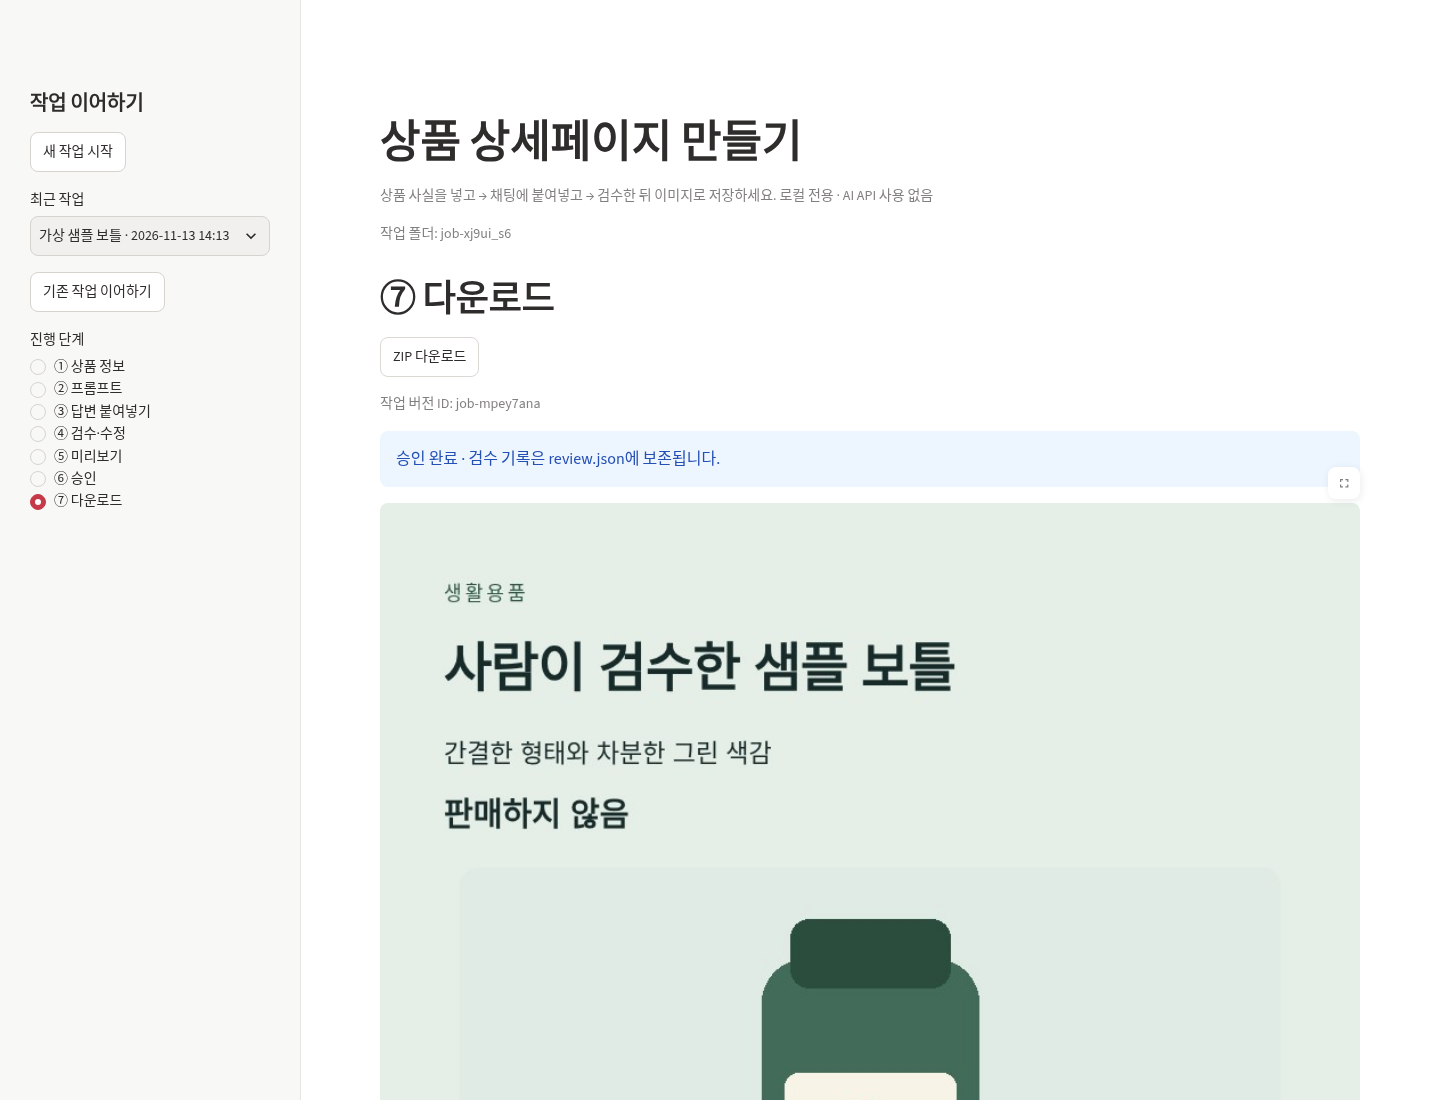 작업 이어하기
새 작업 시작
최근 작업
가상 샘플 보틀 · 2026-11-13 14:13
기존 작업 이어하기
진행 단계
① 상품 정보
② 프롬프트
③ 답변 붙여넣기
④ 검수·수정
⑤ 미리보기
⑥ 승인
⑦ 다운로드
상품 상세페이지 만들기
상품 사실을 넣고 → 채팅에 붙여넣고 → 검수한 뒤 이미지로 저장하세요. 로컬 전용 · AI API 사용 없음
작업 폴더: job-xj9ui_s6
⑦ 다운로드
ZIP 다운로드
작업 버전 ID: job-mpey7ana
승인 완료 · 검수 기록은 review.json에 보존됩니다.
생활용품
사람이 검수한 샘플 보틀
간결한 형태와 차분한 그린 색감
판매하지 않음